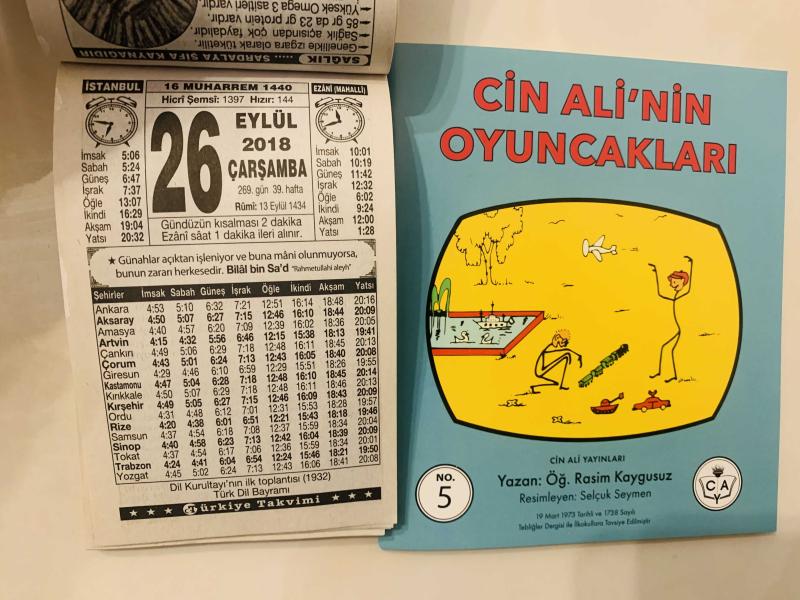 SAĞLIK ..... SARDALYA ŞİFA KAYNAĞIDIR
Genellikle ızgara olarak tüketilir.
Sağlık açısından çok faydalıdır.
85 gr da 23 gr protein vardır.
Yüksek Omega 3 asitleri vardır.
İSTANBUL
16 MUHARREM 1440
Hicrî Şemsî: 1397 Hızır: 144
EZÂNÎ (MAHALLÎ)
26
EYLÜL
2018
ÇARŞAMBA
269. gün 39. hafta
Rûmî: 13 Eylül 1434
Gündüzün kısalması 2 dakika
Ezânî sâat 1 dakika ileri alınır.
İmsak 5:06
Sabah 5:24
Güneş 6:47
İşrak 7:37
Öğle 13:07
İkindi 16:29
Akşam 19:04
Yatsı 20:32
İmsak 10:01
Sabah 10:19
Güneş 11:42
İşrak 12:32
Öğle 6:02
İkindi 9:24
Akşam 12:00
Yatsı 1:28
★ Günahlar açıktan işleniyor ve buna mâni olunmuyorsa,
bunun zararı herkesedir. Bilâl bin Sa'd "Rahmetullahi aleyh"
Şehirler İmsak Sabah Güneş İşrak Öğle İkindi Akşam Yatsı
Ankara 4:53 5:10 6:32 7:21 12:51 16:14 18:48 20:16
Aksaray 4:50 5:07 6:27 7:15 12:46 16:10 18:44 20:09
Amasya 4:40 4:57 6:20 7:09 12:39 16:02 18:36 20:05
Artvin 4:15 4:32 5:56 6:46 12:15 15:38 18:13 19:41
Çankırı 4:49 5:06 6:29 7:18 12:48 16:11 18:45 20:13
Çorum 4:43 5:01 6:24 7:13 12:43 16:05 18:40 20:08
Giresun 4:29 4:46 6:10 6:59 12:29 15:51 18:26 19:55
Kastamonu 4:47 5:04 6:28 7:18 12:48 16:10 18:45 20:14
Kırıkkale 4:50 5:07 6:29 7:18 12:48 16:11 18:46 20:13
Kırşehir 4:49 5:05 6:27 7:15 12:46 16:09 18:43 20:09
Ordu 4:31 4:48 6:12 7:01 12:31 15:53 18:28 19:57
Rize 4:20 4:38 6:01 6:51 12:21 15:43 18:18 19:46
Samsun 4:37 4:54 6:18 7:08 12:37 15:59 18:34 20:04
Sinop 4:40 4:58 6:23 7:13 12:42 16:04 18:39 20:09
Tokat 4:37 4:54 6:17 7:06 12:36 15:59 18:34 20:01
Trabzon 4:24 4:41 6:04 6:54 12:24 15:46 18:21 19:50
Yozgat 4:45 5:02 6:24 7:13 12:43 16:06 18:41 20:08
Dil Kurultayı'nın ilk toplantısı (1932)
Türk Dil Bayramı
★ ★ ★ Türkiye Takvimi ★ ★ ★
CİN ALİ'NİN
OYUNCAKLARI
CİN ALİ YAYINLARI
NO.
5
Yazan: Öğ. Rasim Kaygusuz
Resimleyen: Selçuk Seymen
19 Mart 1973 Tarihli ve 1738 Sayılı
Tebliğler Dergisi ile İlkokullara Tavsiye Edilmiştir
C A
Y